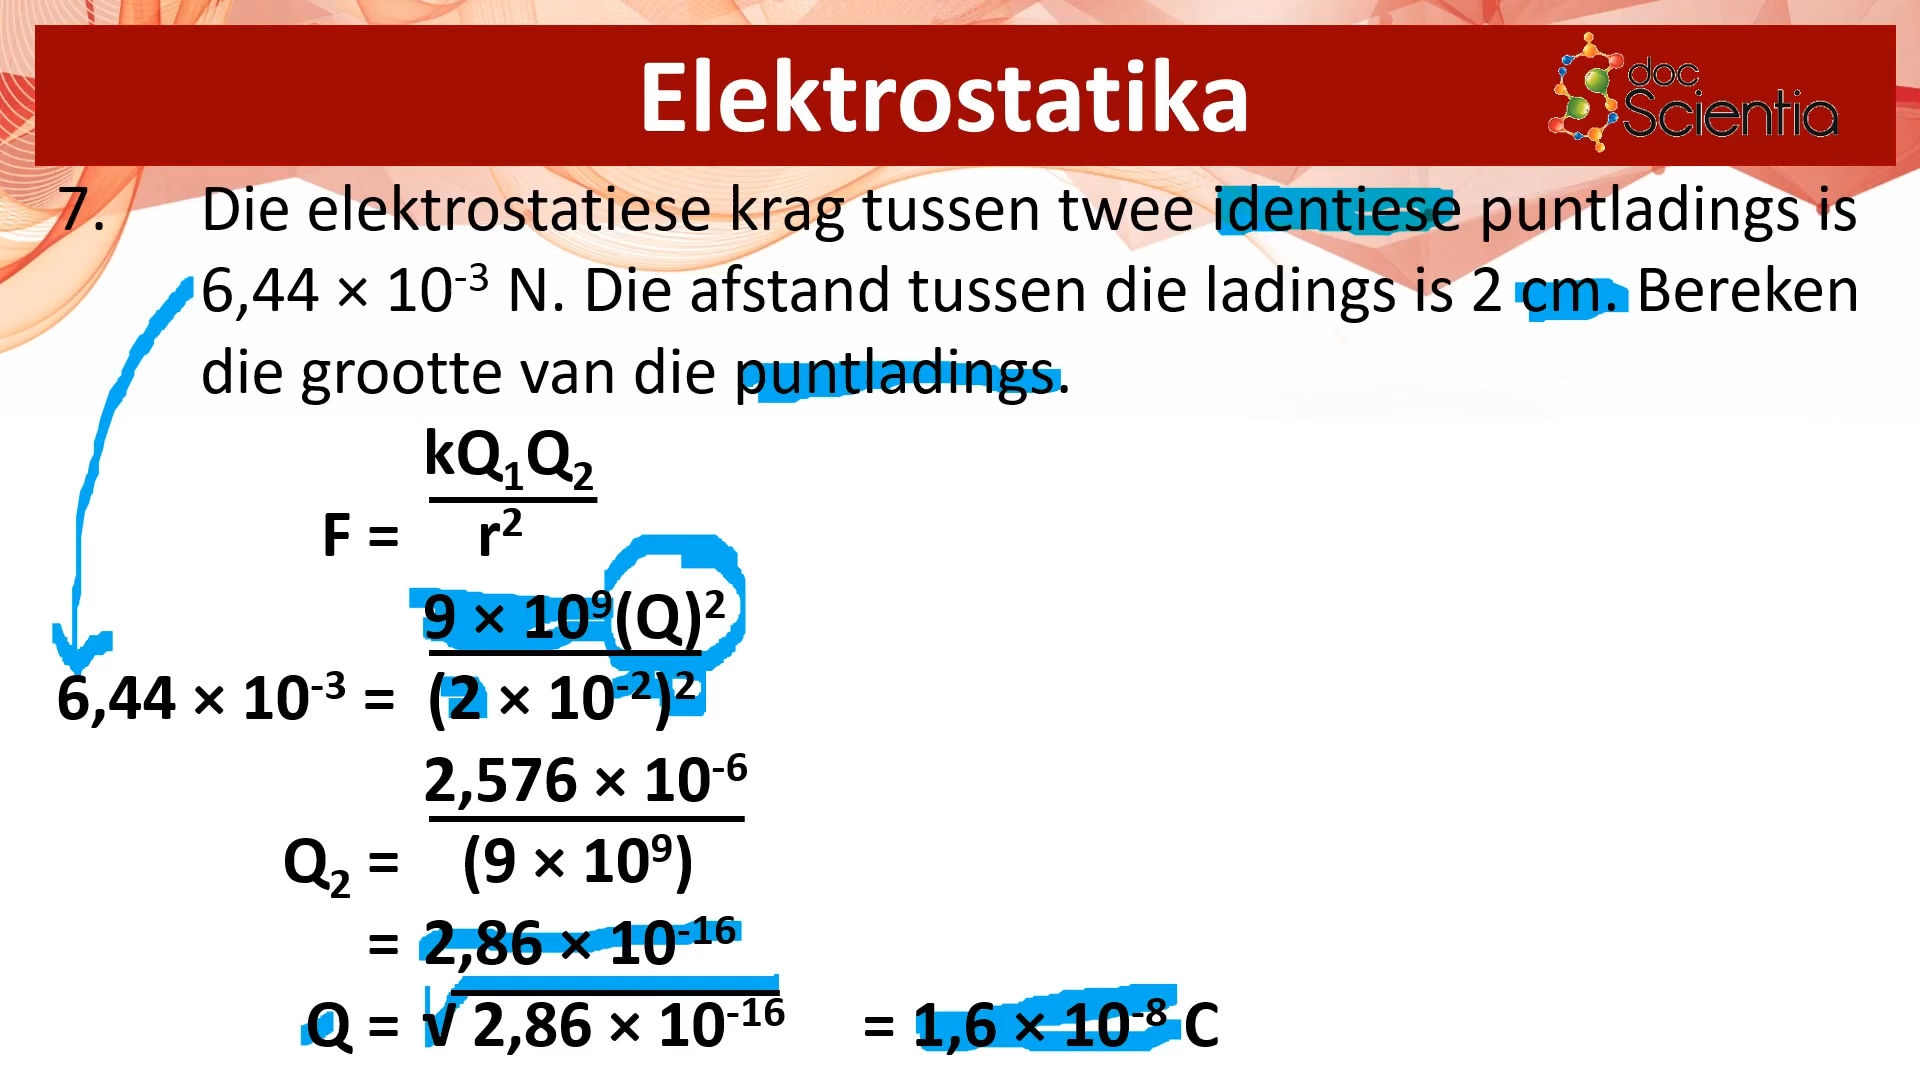 Elektrostatika
doc
Scientia
7. Die elektrostatiese krag tussen twee identiese puntladings is
6,44 × 10⁻³ N. Die afstand tussen die ladings is 2 cm. Bereken
die grootte van die puntladings.
kQ₁Q₂
F = r²
9 × 10⁹(Q)²
6,44 × 10⁻³ = (2 × 10⁻²)²
2,576 × 10⁻⁶
Q₂ = (9 × 10⁹)
= 2,86 × 10⁻¹⁶
Q = √ 2,86 × 10⁻¹⁶ = 1,6 × 10⁻⁸ C